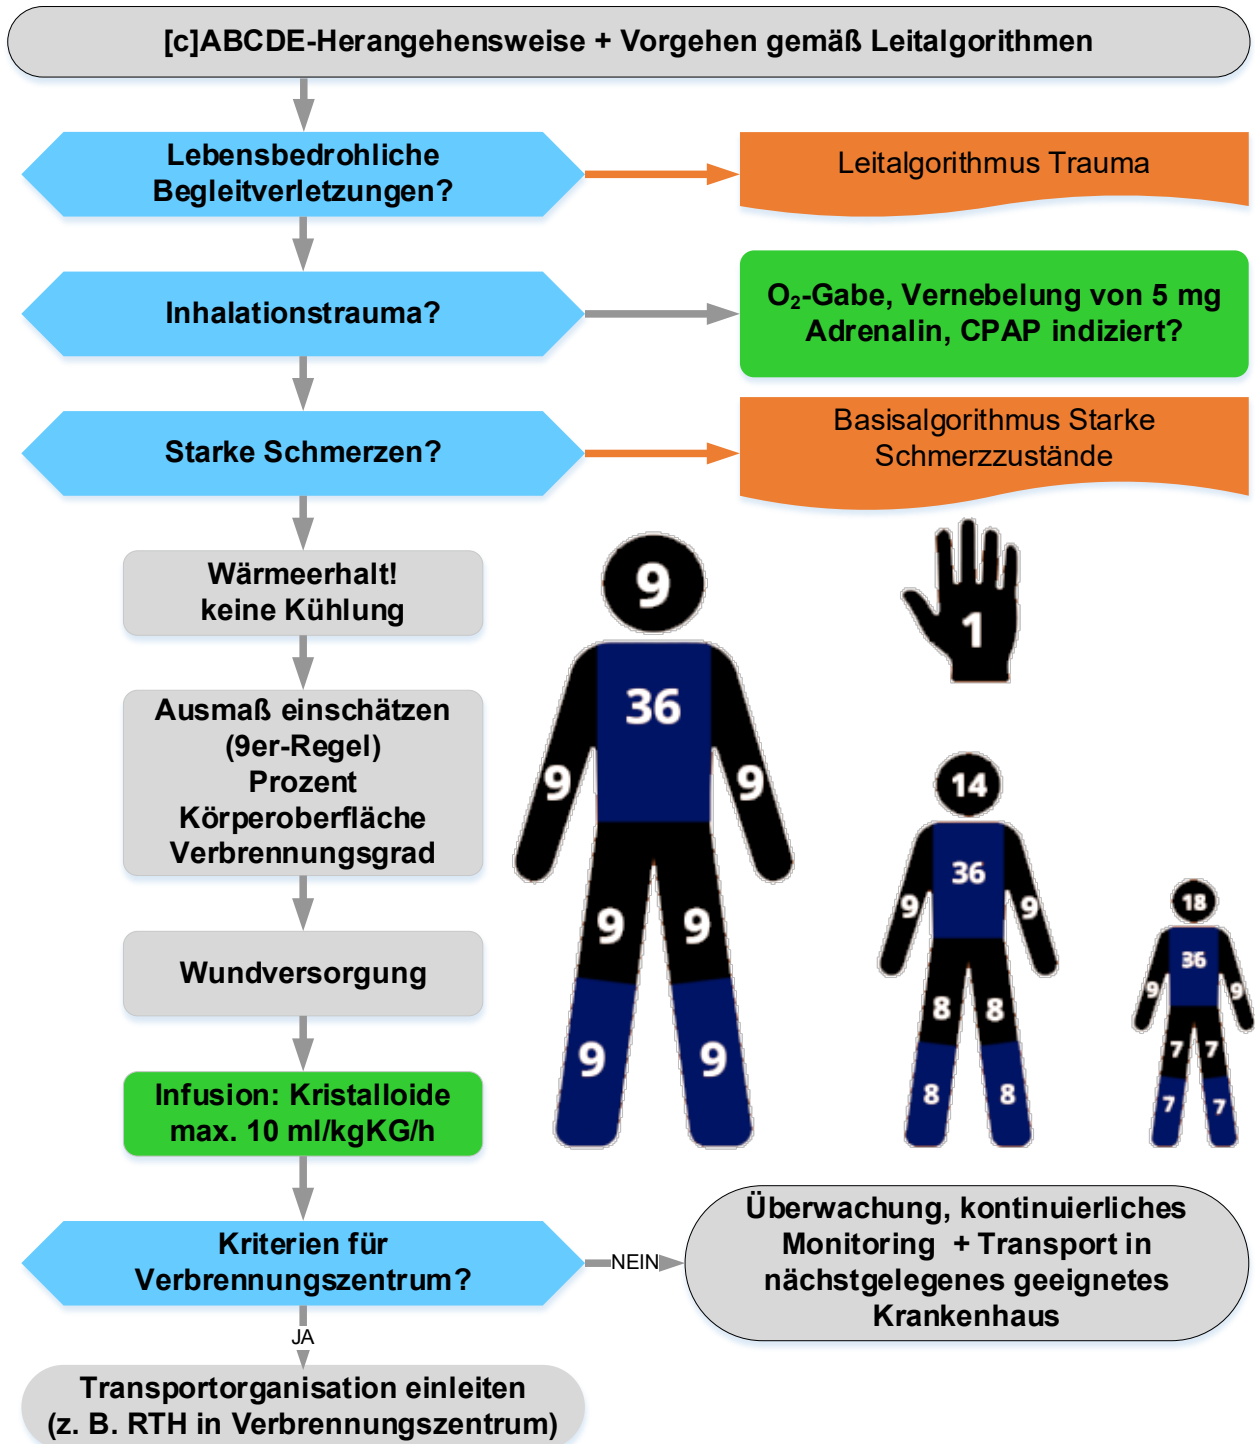 [c]ABCDE-Herangehensweise + Vorgehen gemäß Leitalgorithmen
Lebensbedrohliche
Begleitverletzungen?
Leitalgorithmus Trauma
Inhalationstrauma?
O₂-Gabe, Vernebelung von 5 mg
Adrenalin, CPAP indiziert?
Starke Schmerzen?
Basisalgorithmus Starke
Schmerzzustände
Wärmeerhalt!
keine Kühlung
Ausmaß einschätzen
(9er-Regel)
Prozent
Körperoberfläche
Verbrennungsgrad
Wundversorgung
Infusion: Kristalloide
max. 10 ml/kgKG/h
9
36
9 9
9 9
9 9
1
14
36
9 9
8 8
8 8
18
36
9 9
7 7
7 7
Kriterien für
Verbrennungszentrum?
NEIN
Überwachung, kontinuierliches
Monitoring + Transport in
nächstgelegenes geeignetes
Krankenhaus
JA
Transportorganisation einleiten
(z. B. RTH in Verbrennungszentrum)